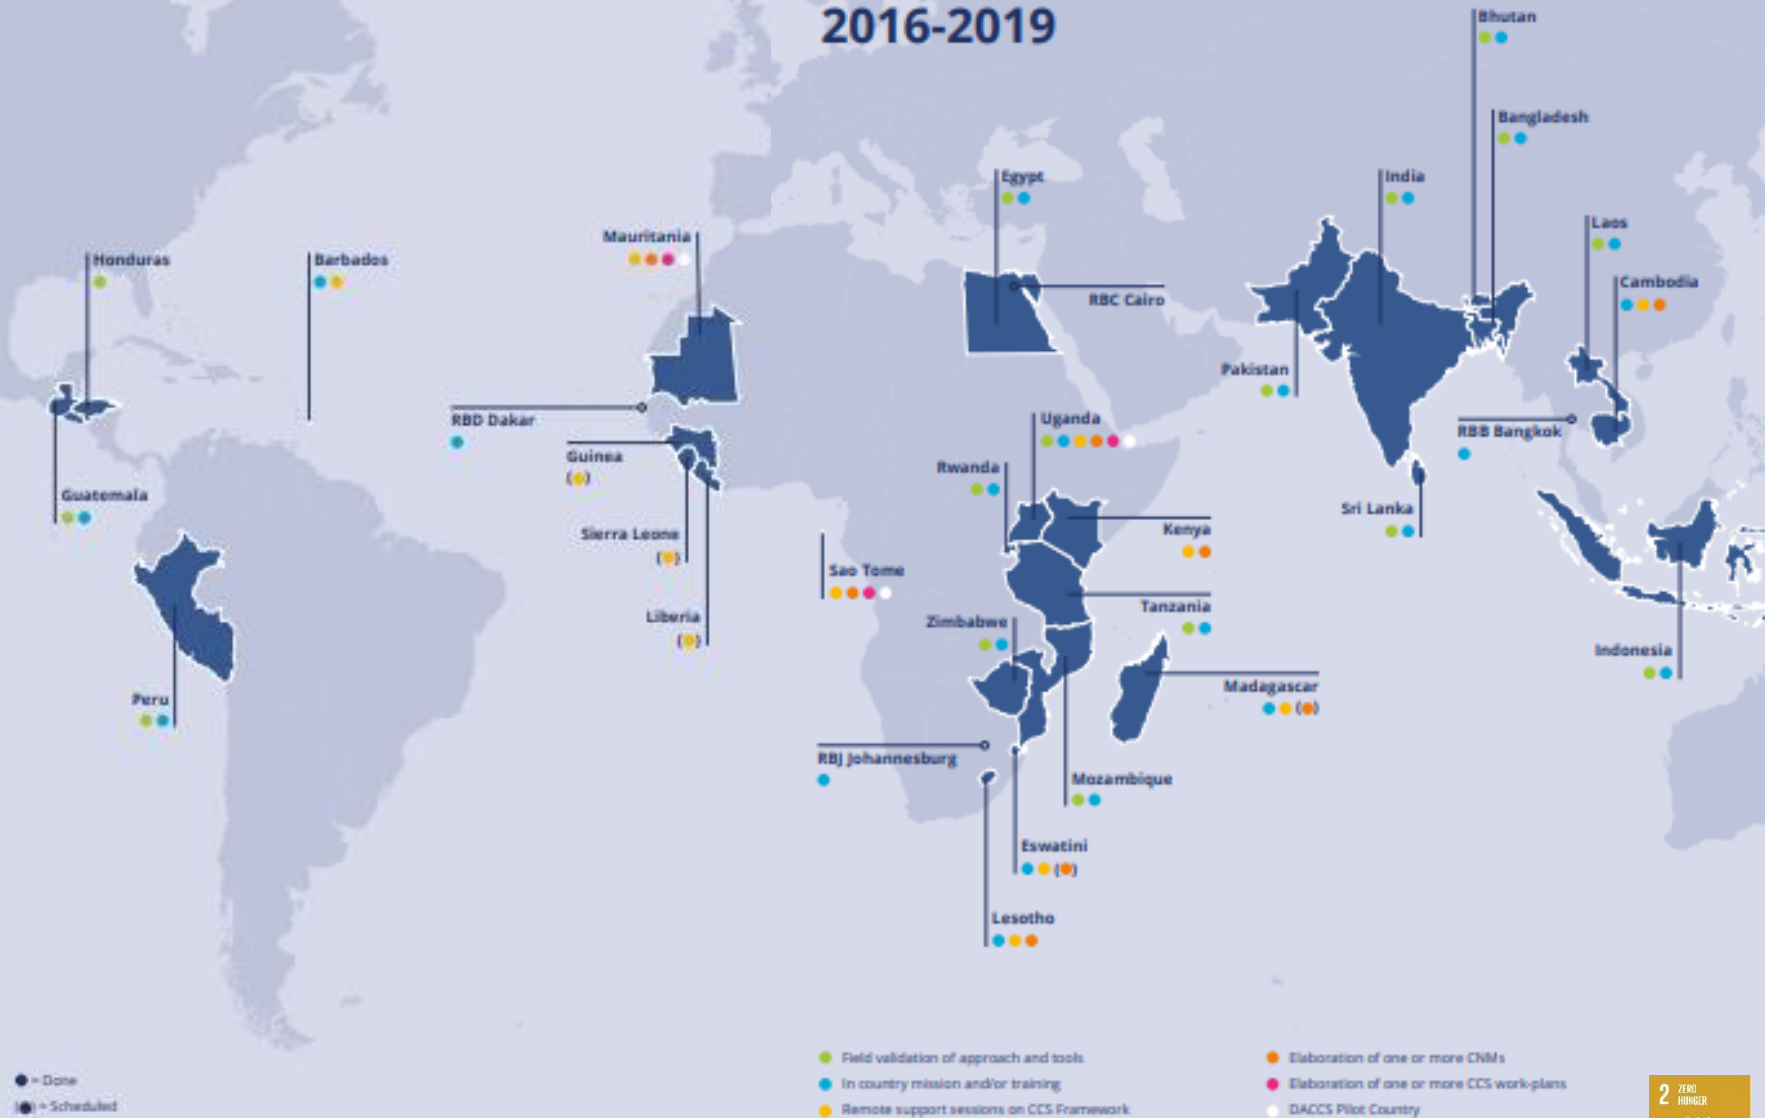 2016-2019
Bhutan
Bangladesh
Egypt
India
Laos
Mauritania
Honduras
Barbados
Cambodia
RBC Cairo
Pakistan
RBD Dakar
Uganda
RBB Bangkok
Guinea
( )
Rwanda
Guatemala
Sri Lanka
Kenya
Sierra Leone
( )
Sao Tome
Tanzania
Liberia
( )
Zimbabwe
Indonesia
Madagascar
( )
Peru
RBJ Johannesburg
Mozambique
Eswatini
( )
Lesotho
Field validation of approach and tools
In country mission and/or training
Remote support sessions on CCS Framework
Elaboration of one or more CNMs
Elaboration of one or more CCS work-plans
DACCS Pilot Country
= Done
( ) = Scheduled
2 ZERO
HUNGER